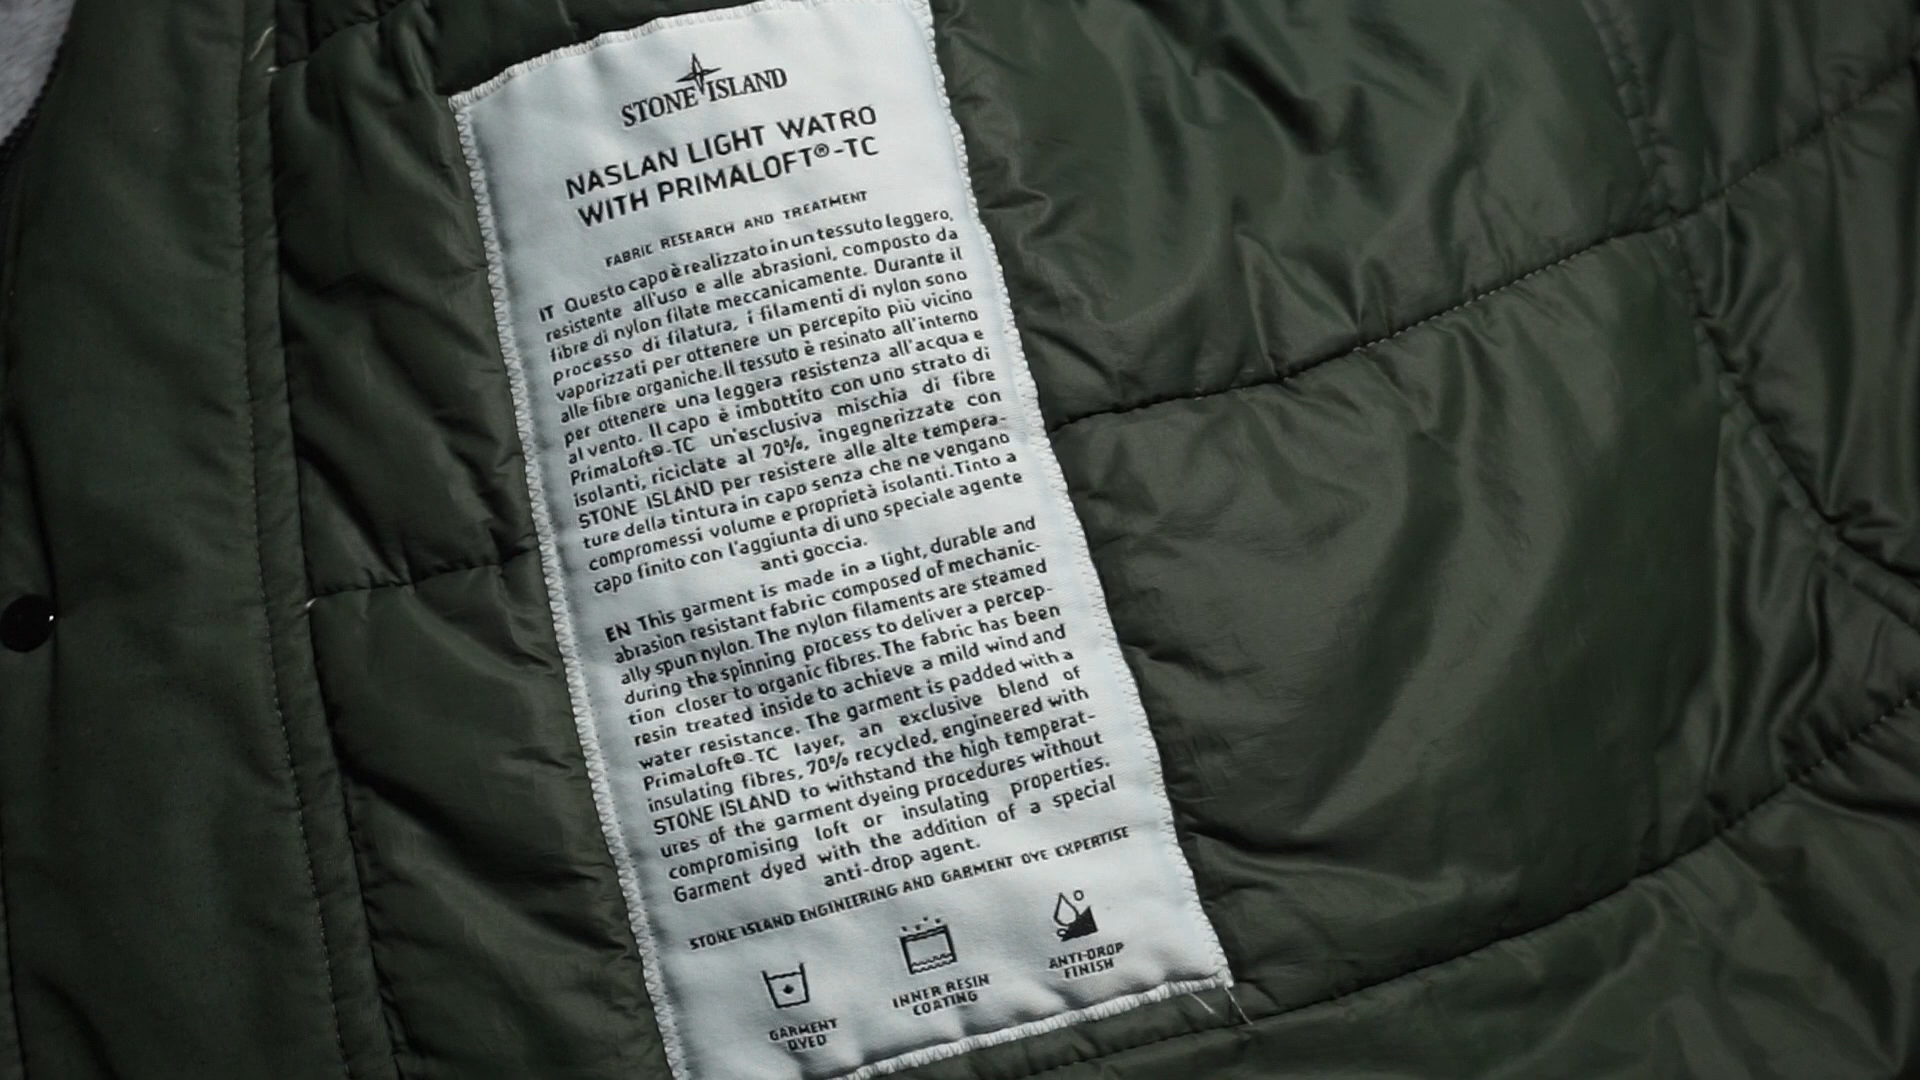 STONE ISLAND
NASLAN LIGHT WATRO
WITH PRIMALOFT®-TC
FABRIC RESEARCH AND TREATMENT
IT Questo capo è realizzato in un tessuto leggero,
resistente all'uso e alle abrasioni, composto da
fibre di nylon filate meccanicamente. Durante il
processo di filatura, i filamenti di nylon sono
vaporizzati per ottenere un percepito più vicino
alle fibre organiche. Il tessuto è resinato all'interno
per ottenere una leggera resistenza all'acqua e
al vento. Il capo è imbottito con uno strato di
PrimaLoft®-TC un'esclusiva mischia di fibre
isolanti, riciclate al 70%, ingegnerizzate con
STONE ISLAND per resistere alle alte tempera-
ture della tintura in capo senza che ne vengano
compromessi volume e proprietà isolanti. Tinto a
capo finito con l'aggiunta di uno speciale agente
anti goccia.
EN This garment is made in a light, durable and
abrasion resistant fabric composed of mechanic-
ally spun nylon. The nylon filaments are steamed
during the spinning process to deliver a percep-
tion closer to organic fibres. The fabric has been
resin treated inside to achieve a mild wind and
water resistance. The garment is padded with a
PrimaLoft®-TC layer, an exclusive blend of
insulating fibres, 70% recycled, engineered with
STONE ISLAND to withstand the high temperat-
ures of the garment dyeing procedures without
compromising loft or insulating properties.
Garment dyed with the addition of a special
anti-drop agent.
STONE ISLAND ENGINEERING AND GARMENT DYE EXPERTISE
GARMENT
DYED
INNER RESIN
COATING
ANTI-DROP
FINISH